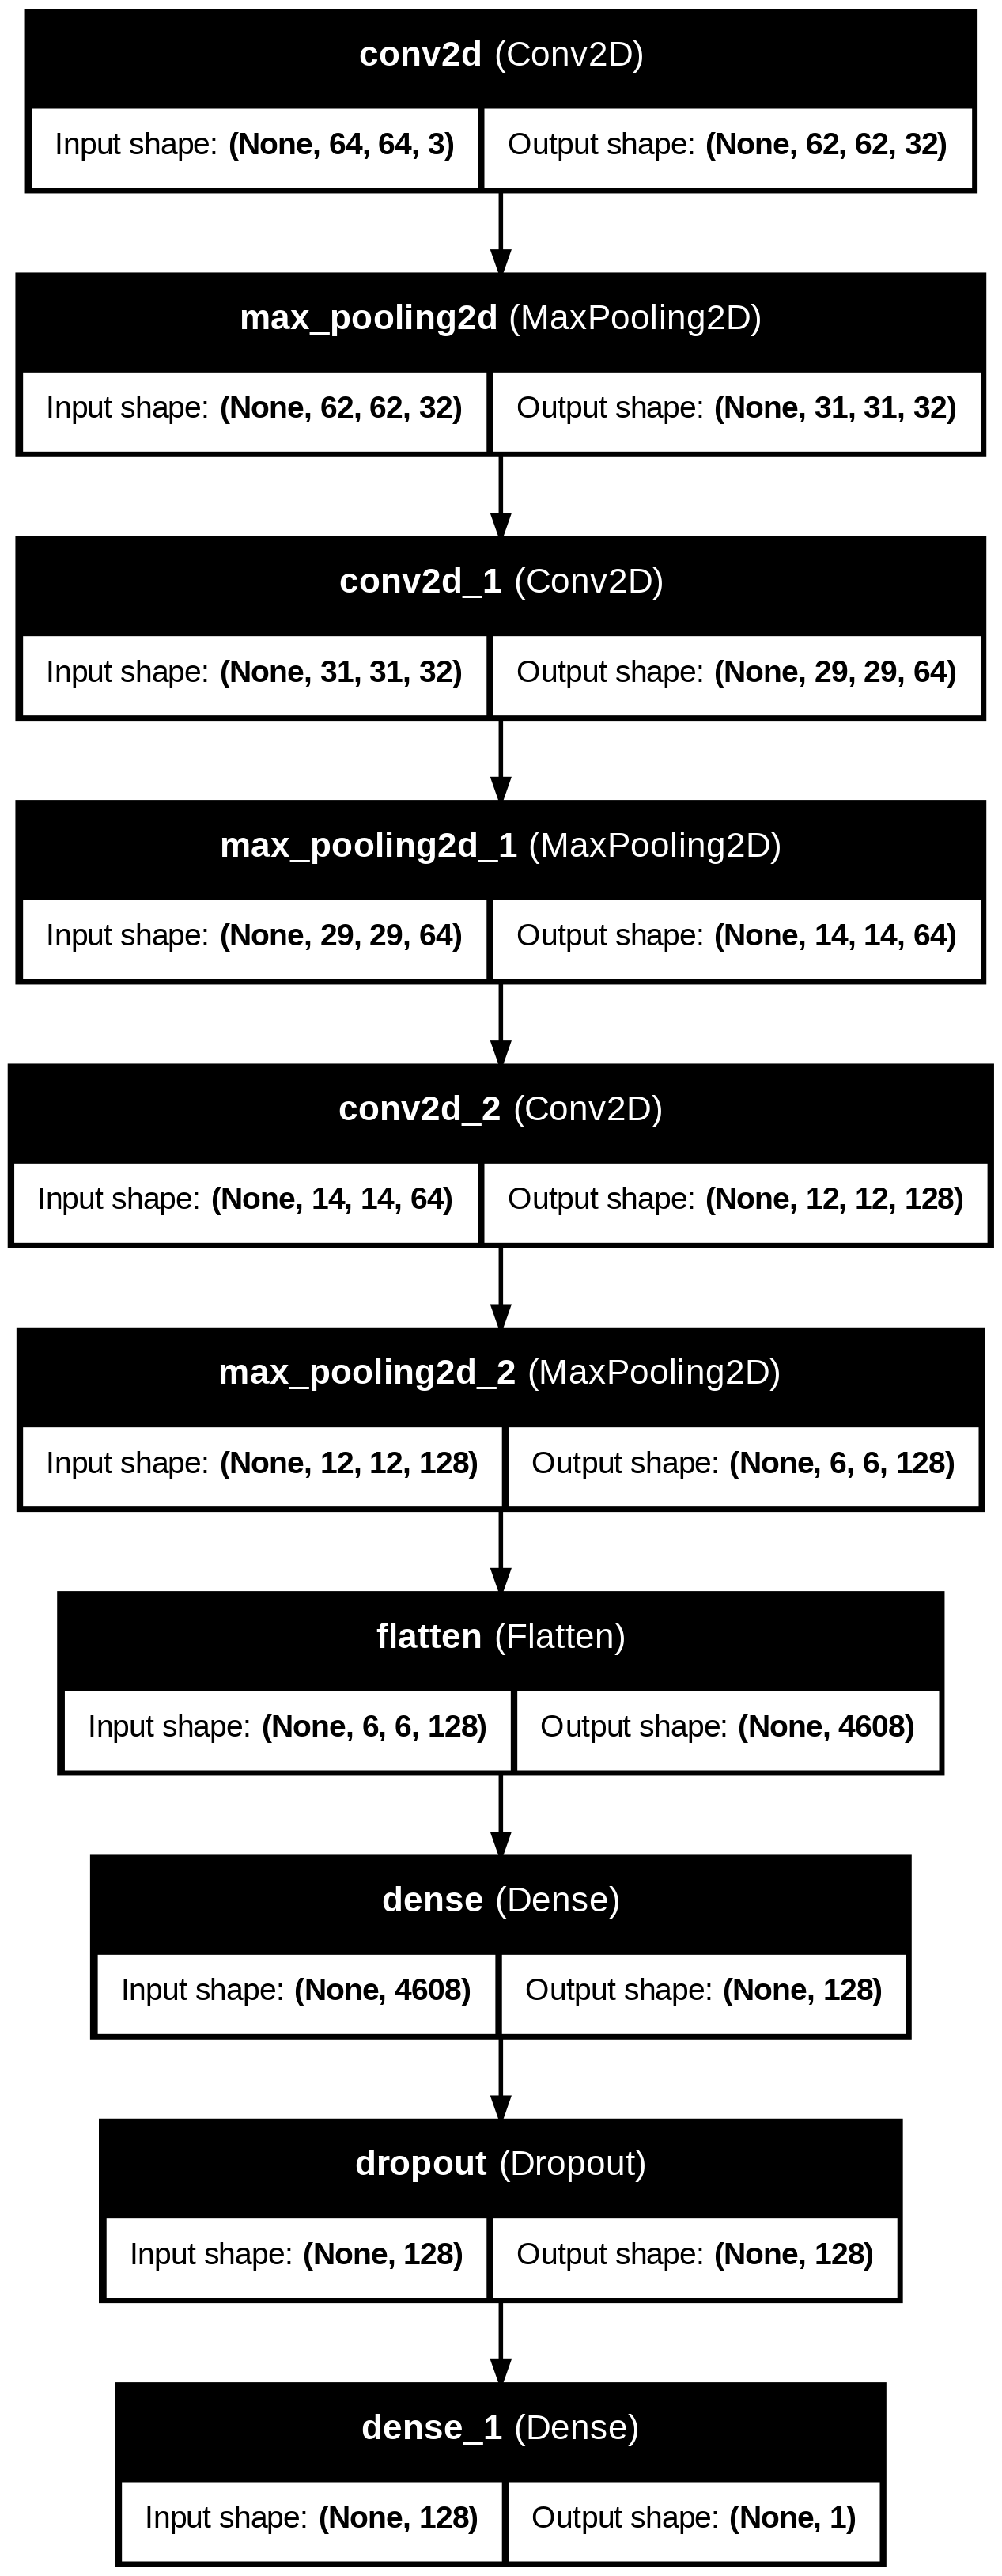 conv2d (Conv2D)
Input shape: (None, 64, 64, 3) Output shape: (None, 62, 62, 32)
max_pooling2d (MaxPooling2D)
Input shape: (None, 62, 62, 32) Output shape: (None, 31, 31, 32)
conv2d_1 (Conv2D)
Input shape: (None, 31, 31, 32) Output shape: (None, 29, 29, 64)
max_pooling2d_1 (MaxPooling2D)
Input shape: (None, 29, 29, 64) Output shape: (None, 14, 14, 64)
conv2d_2 (Conv2D)
Input shape: (None, 14, 14, 64) Output shape: (None, 12, 12, 128)
max_pooling2d_2 (MaxPooling2D)
Input shape: (None, 12, 12, 128) Output shape: (None, 6, 6, 128)
flatten (Flatten)
Input shape: (None, 6, 6, 128) Output shape: (None, 4608)
dense (Dense)
Input shape: (None, 4608) Output shape: (None, 128)
dropout (Dropout)
Input shape: (None, 128) Output shape: (None, 128)
dense_1 (Dense)
Input shape: (None, 128) Output shape: (None, 1)